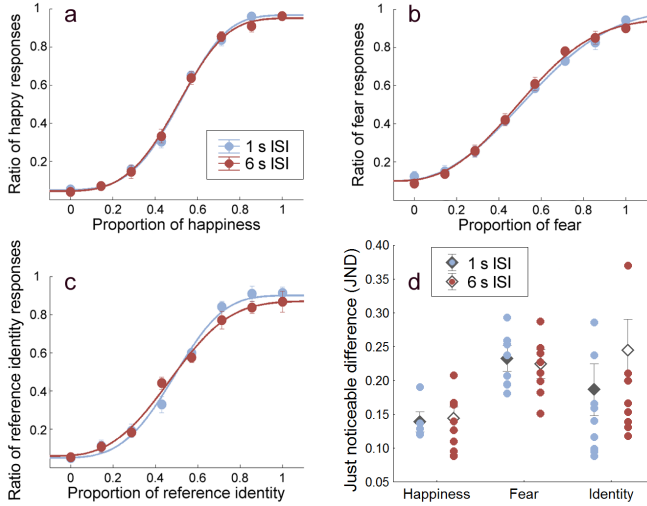 a
Ratio of happy responses
1
0.8
0.6
0.4
0.2
0 0.2 0.4 0.6 0.8 1
Proportion of happiness
1 s ISI
6 s ISI
b
Ratio of fear responses
1
0.8
0.6
0.4
0.2
0 0.2 0.4 0.6 0.8 1
Proportion of fear
c
Ratio of reference identity responses
1
0.8
0.6
0.4
0.2
0 0.2 0.4 0.6 0.8 1
Proportion of reference identity
d
Just noticeable difference (JND)
0.40
0.35
0.30
0.25
0.20
0.15
0.10
0.05
1 s ISI
6 s ISI
Happiness Fear Identity